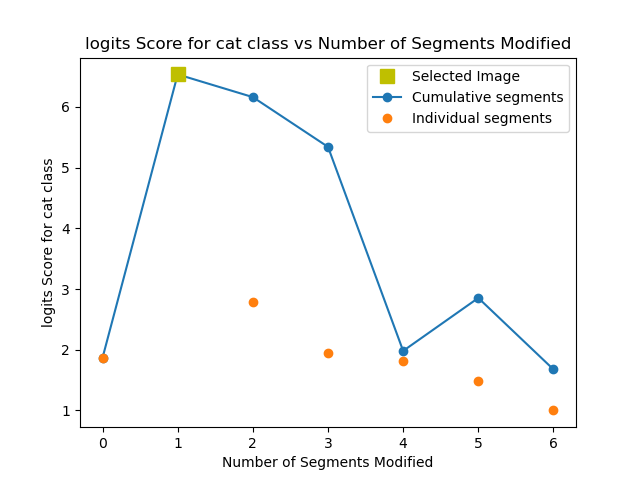 logits Score for cat class vs Number of Segments Modified
Selected Image
Cumulative segments
Individual segments
logits Score for cat class
6
5
4
3
2
1
0 1 2 3 4 5 6
Number of Segments Modified